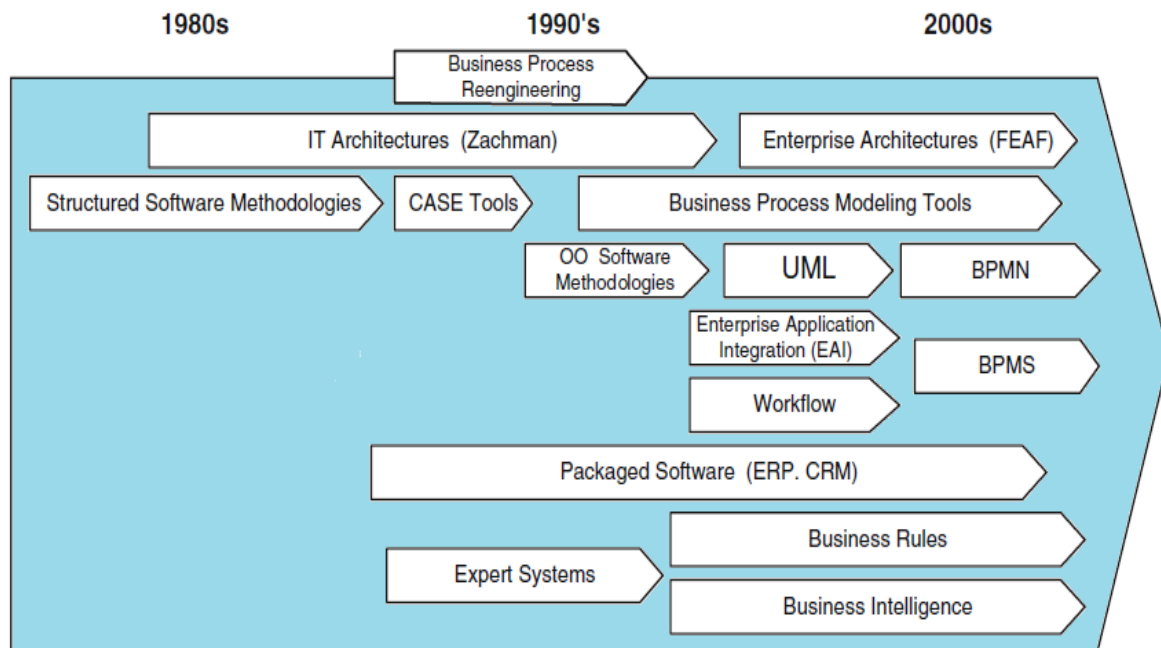 1980s 1990's 2000s
Business Process
Reengineering
IT Architectures (Zachman) Enterprise Architectures (FEAF)
Structured Software Methodologies CASE Tools Business Process Modeling Tools
OO Software
Methodologies
UML BPMN
Enterprise Application
Integration (EAI)
BPMS
Workflow
Packaged Software (ERP. CRM)
Business Rules
Expert Systems
Business Intelligence